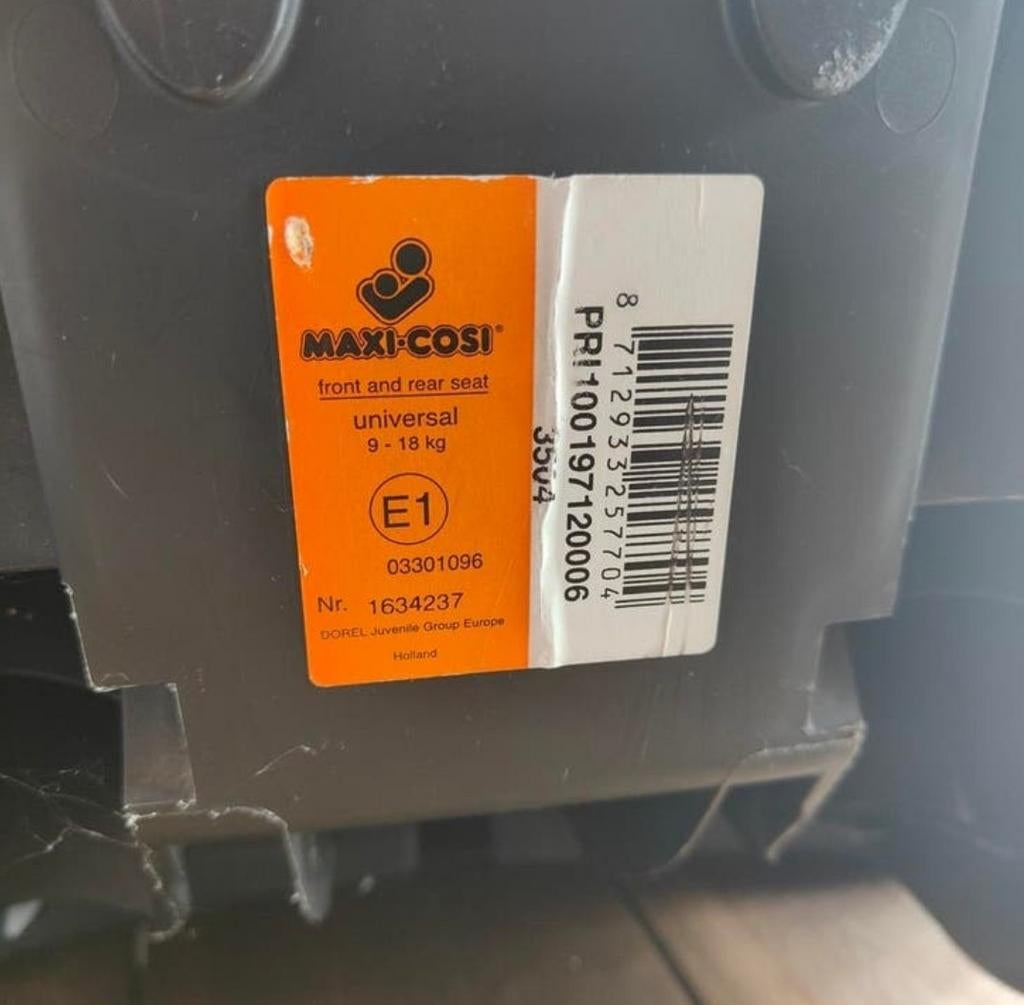 MAXI-COSI®
front and rear seat
universal
9 - 18 kg
E1
03301096
Nr. 1634237
DOREL Juvenile Group Europe
Holland
3504
PRI100197120006
8 712933 257704